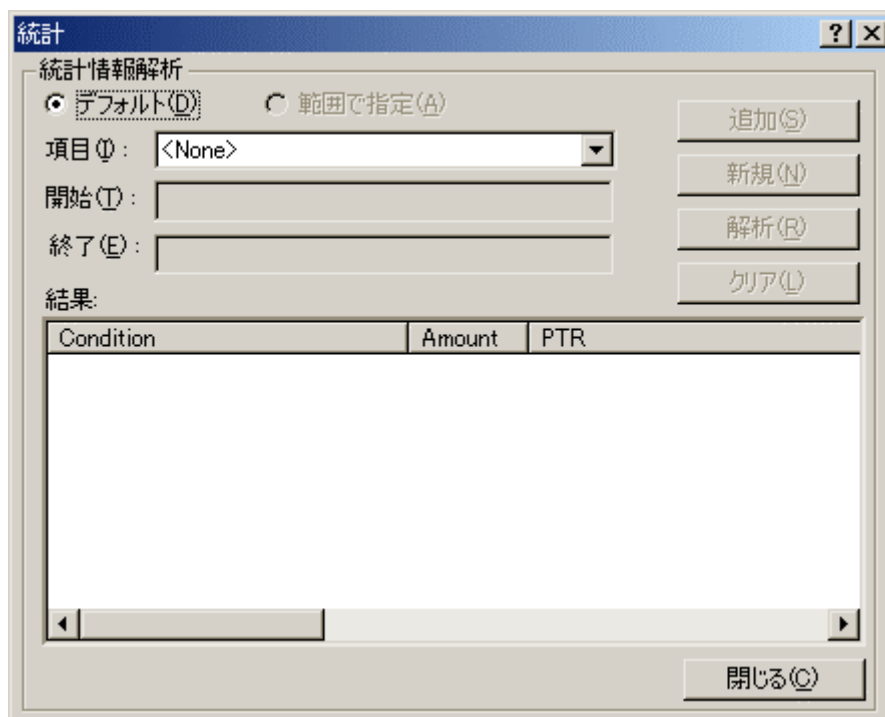 統計
統計情報解析
デフォルト(D) 範囲で指定(A)
追加(S)
項目(I): <None>
新規(N)
開始(T):
解析(R)
終了(E):
クリア(L)
結果:
Condition Amount PTR
閉じる(C)